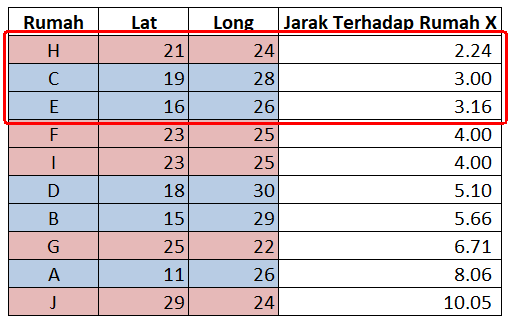 Rumah Lat Long Jarak Terhadap Rumah X
H 21 24 2.24
C 19 28 3.00
E 16 26 3.16
F 23 25 4.00
I 23 25 4.00
D 18 30 5.10
B 15 29 5.66
G 25 22 6.71
A 11 26 8.06
J 29 24 10.05